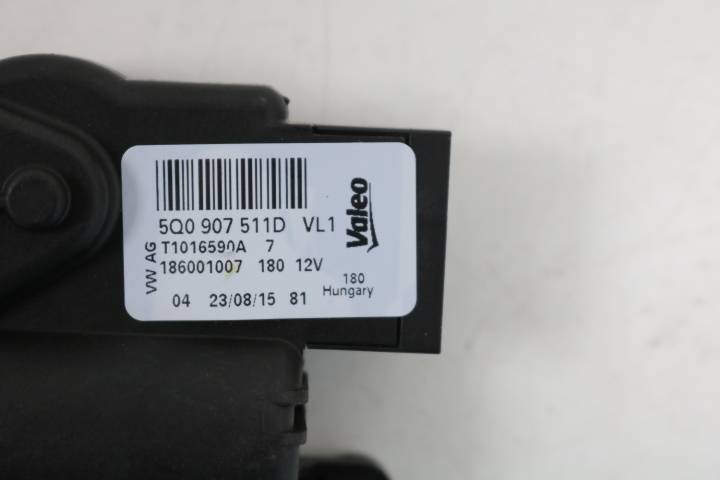 5Q0 907 511D VL1
VW AG
T1016590A 7
186001007 180 12V
04 23/08/15 81
Valeo
180
Hungary